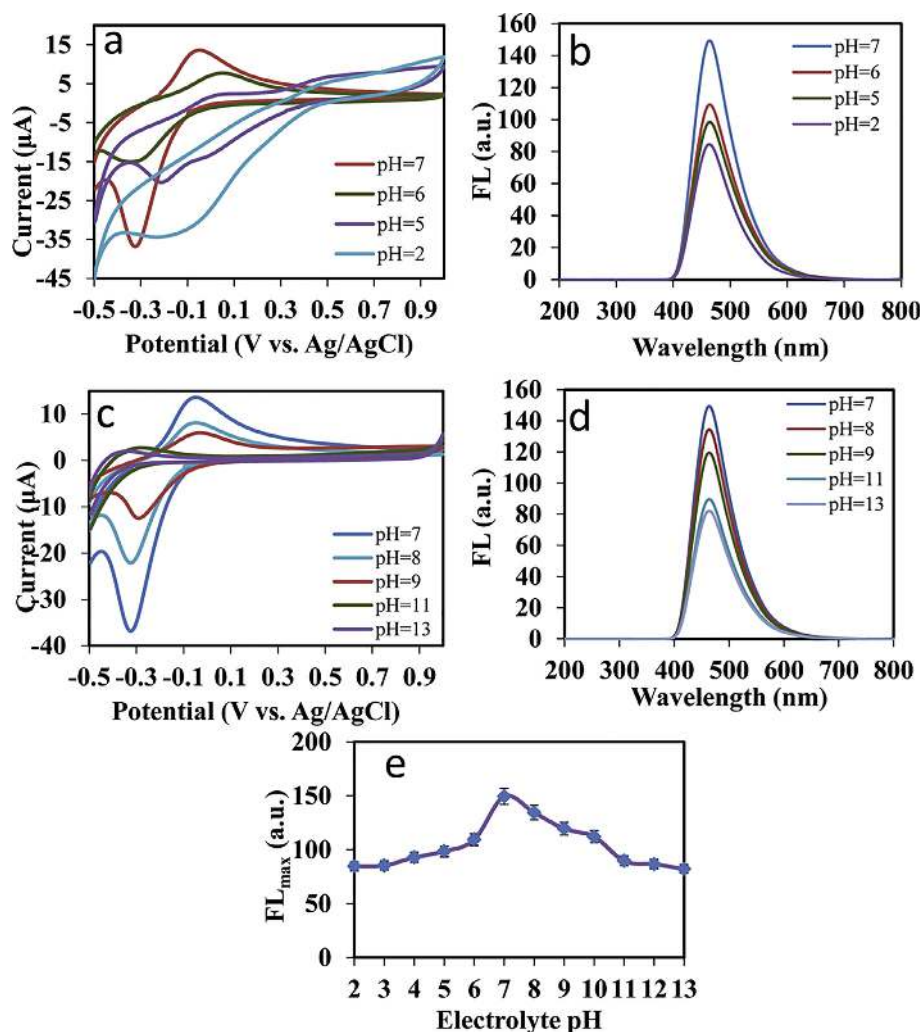 a
15
5
-5
-15
-25
-35
-45
Current (µA)
pH=7
pH=6
pH=5
pH=2
-0.5 -0.3 -0.1 0.1 0.3 0.5 0.7 0.9
Potential (V vs. Ag/AgCl)
b
160
140
120
100
80
60
40
20
0
FL (a.u.)
pH=7
pH=6
pH=5
pH=2
200 300 400 500 600 700 800
Wavelength (nm)
c
10
0
10
-20
-30
-40
Current (µA)
pH=7
pH=8
pH=9
pH=11
pH=13
-0.5 -0.3 -0.1 0.1 0.3 0.5 0.7 0.9
Potential (V vs. Ag/AgCl)
d
160
140
120
100
80
60
40
20
0
FL (a.u.)
pH=7
pH=8
pH=9
pH=11
pH=13
200 300 400 500 600 700 800
Wavelength (nm)
e
200
150
100
50
0
FLmax (a.u.)
2 3 4 5 6 7 8 9 10 11 12 13
Electrolyte pH